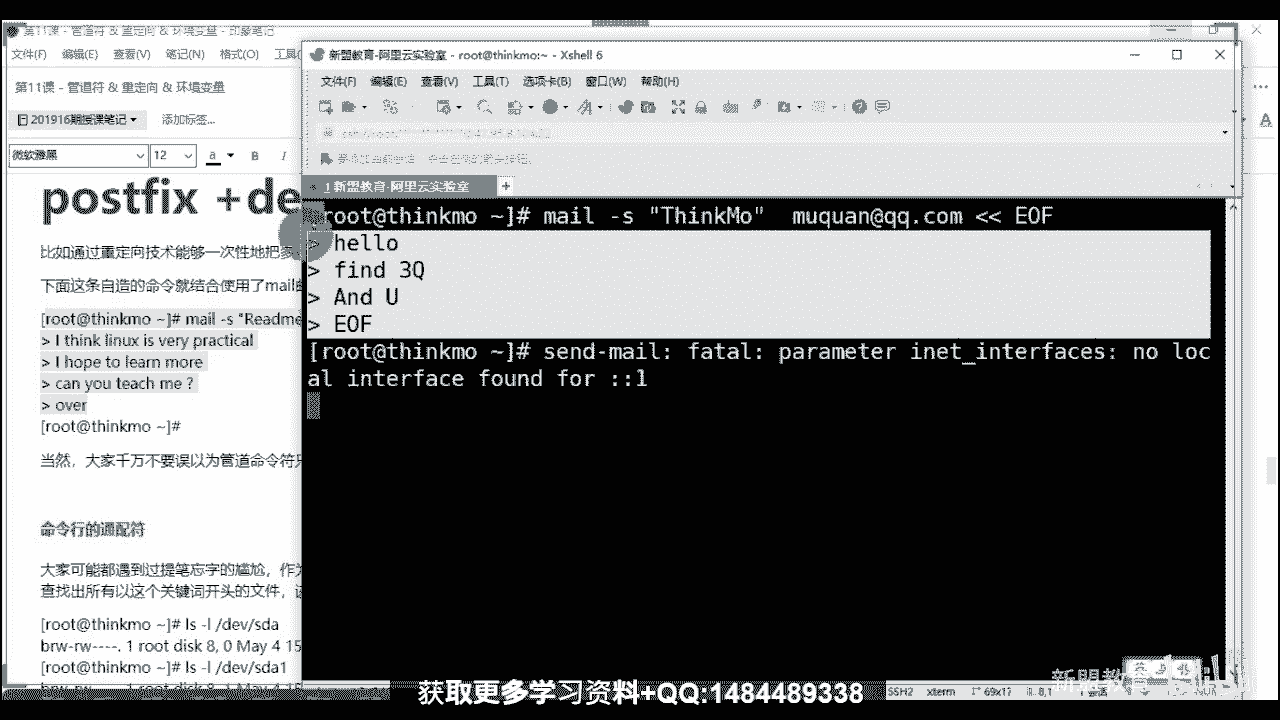 第11课 - 管道符 & 重定向 & 环境变量 - 印象笔记
文件(F) 编辑(E) 查看(V) 笔记(N) 格式(O) 工具(
第11课 - 管道符 & 重定向 & 环境变量
201916期授课笔记 添加标签...
微软雅黑 12 a B I
postfix +de
比如通过重定向技术能够一次性地把多
下面这条自造的命令就结合使用了mail
[root@thinkmo ~]# mail -s "Readme
> I think linux is very practical
> I hope to learn more
> can you teach me ?
> over
[root@thinkmo ~]#
当然，大家千万不要误以为管道命令符只
命令行的通配符
大家可能都遇到过提笔忘字的尴尬，作为
查找出所有以这个关键词开头的文件，该
[root@thinkmo ~]# ls -l /dev/sda
brw-rw----. 1 root disk 8, 0 May 4 15
[root@thinkmo ~]# ls -l /dev/sda1
新盟教育-阿里云实验室 - root@thinkmo:~ - Xshell 6
文件(F) 编辑(E) 查看(V) 工具(T) 选项卡(B) 窗口(W) 帮助(H)
1 新盟教育-阿里云实验室
[root@thinkmo ~]# mail -s "ThinkMo"  muquan@qq.com << EOF
> hello
> find 3Q
> And U
> EOF
[root@thinkmo ~]# send-mail: fatal: parameter inet_interfaces: no loc
al interface found for ::1
SSH2 xterm
新盟教育
获取更多学习资料+QQ:1484489338